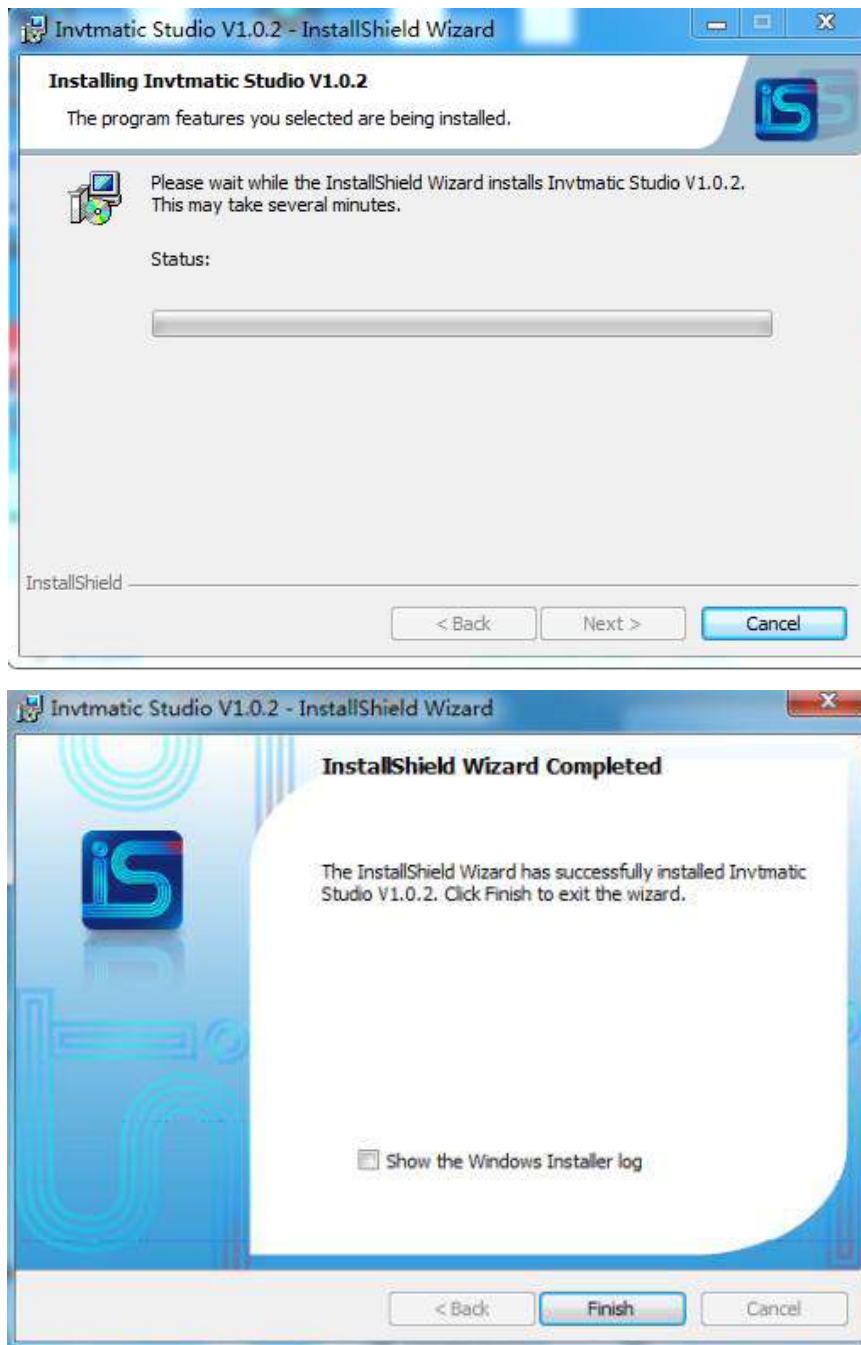 Invtmatic Studio V1.0.2 - InstallShield Wizard
Installing Invtmatic Studio V1.0.2
The program features you selected are being installed.
iS
Please wait while the InstallShield Wizard installs Invtmatic Studio V1.0.2.
This may take several minutes.
Status:
InstallShield
< Back Next > Cancel
Invtmatic Studio V1.0.2 - InstallShield Wizard
InstallShield Wizard Completed
iS
The InstallShield Wizard has successfully installed Invtmatic
Studio V1.0.2. Click Finish to exit the wizard.
Show the Windows Installer log
< Back Finish Cancel